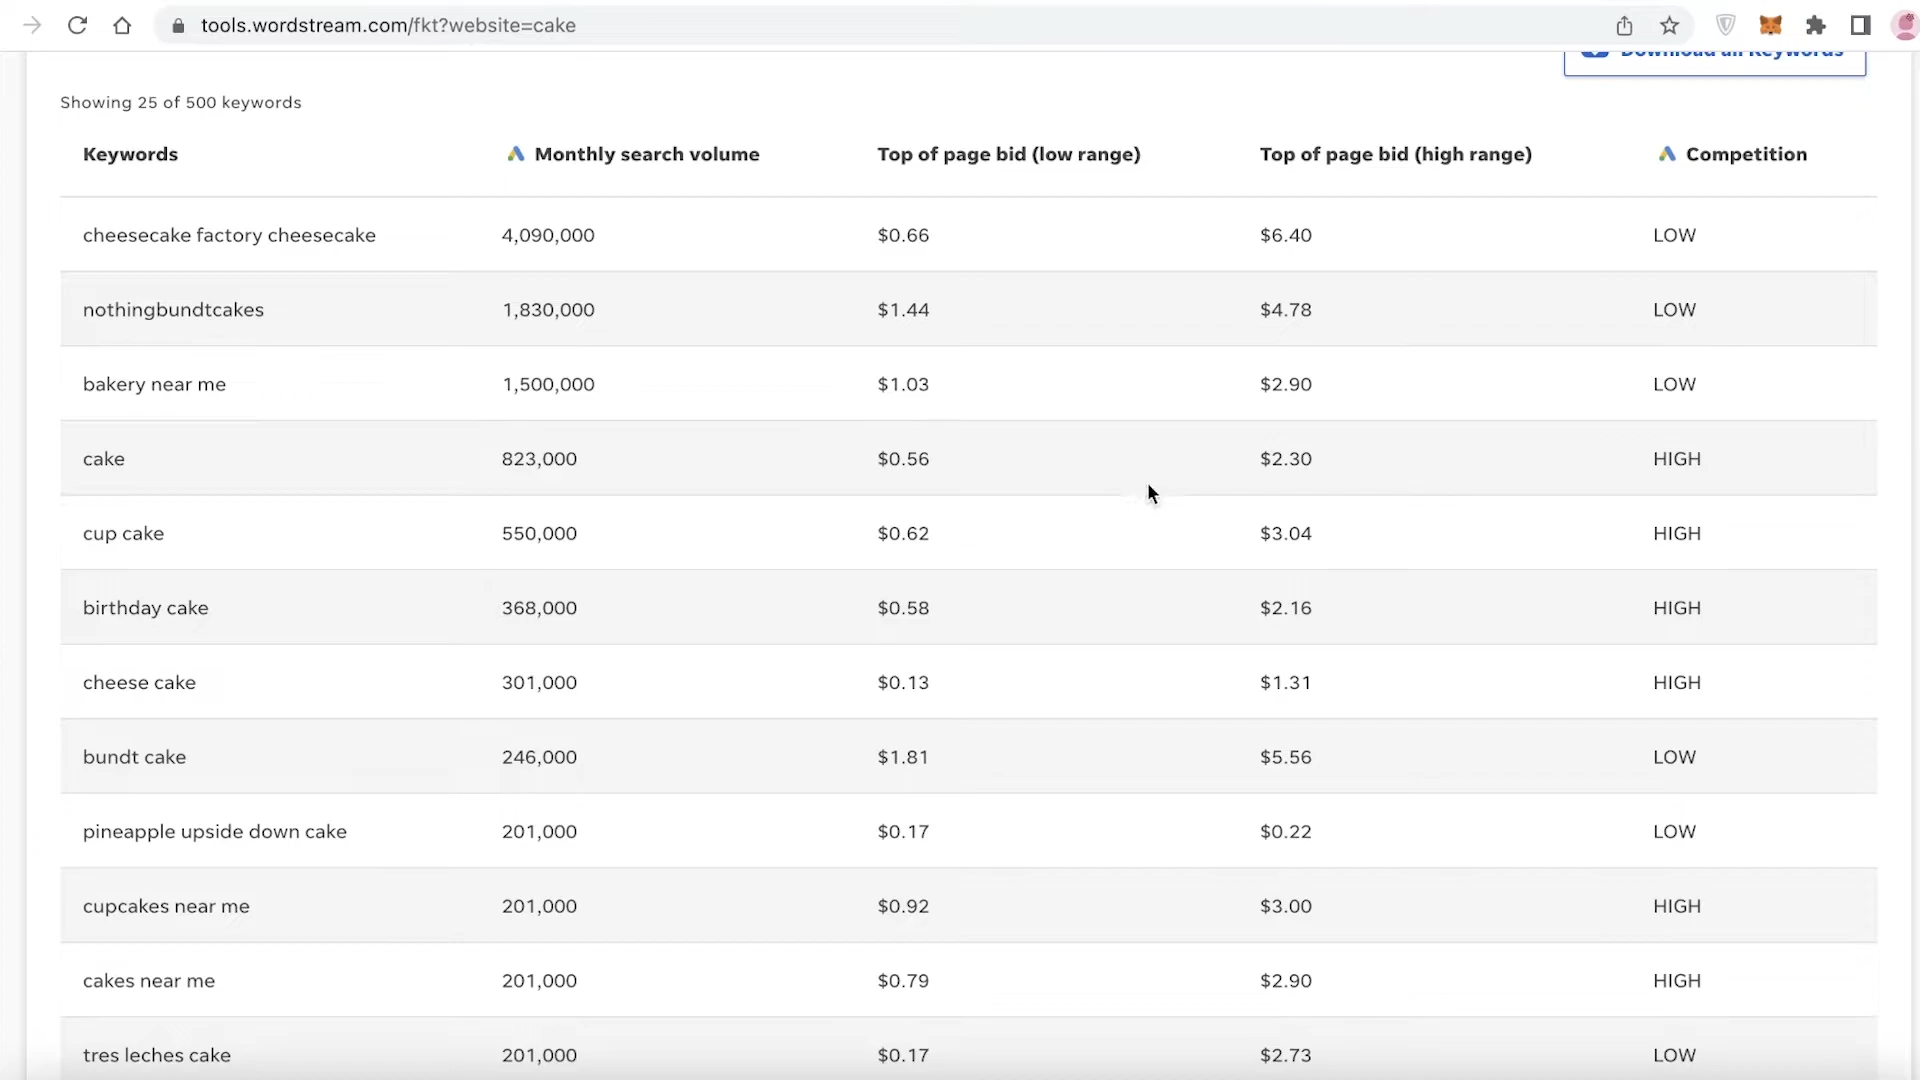 tools.wordstream.com/fkt?website=cake
Download all Keywords
Showing 25 of 500 keywords
Keywords Monthly search volume Top of page bid (low range) Top of page bid (high range) Competition
cheesecake factory cheesecake 4,090,000 $0.66 $6.40 LOW
nothingbundtcakes 1,830,000 $1.44 $4.78 LOW
bakery near me 1,500,000 $1.03 $2.90 LOW
cake 823,000 $0.56 $2.30 HIGH
cup cake 550,000 $0.62 $3.04 HIGH
birthday cake 368,000 $0.58 $2.16 HIGH
cheese cake 301,000 $0.13 $1.31 HIGH
bundt cake 246,000 $1.81 $5.56 LOW
pineapple upside down cake 201,000 $0.17 $0.22 LOW
cupcakes near me 201,000 $0.92 $3.00 HIGH
cakes near me 201,000 $0.79 $2.90 HIGH
tres leches cake 201,000 $0.17 $2.73 LOW